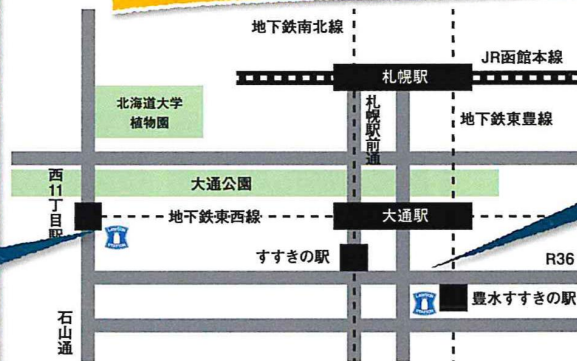 地下鉄南北線
JR函館本線
札幌駅
北海道大学
植物園
札幌駅前通
地下鉄東豊線
西11丁目駅
大通公園
地下鉄東西線
大通駅
すすきの駅
R36
豊水すすきの駅
石山通